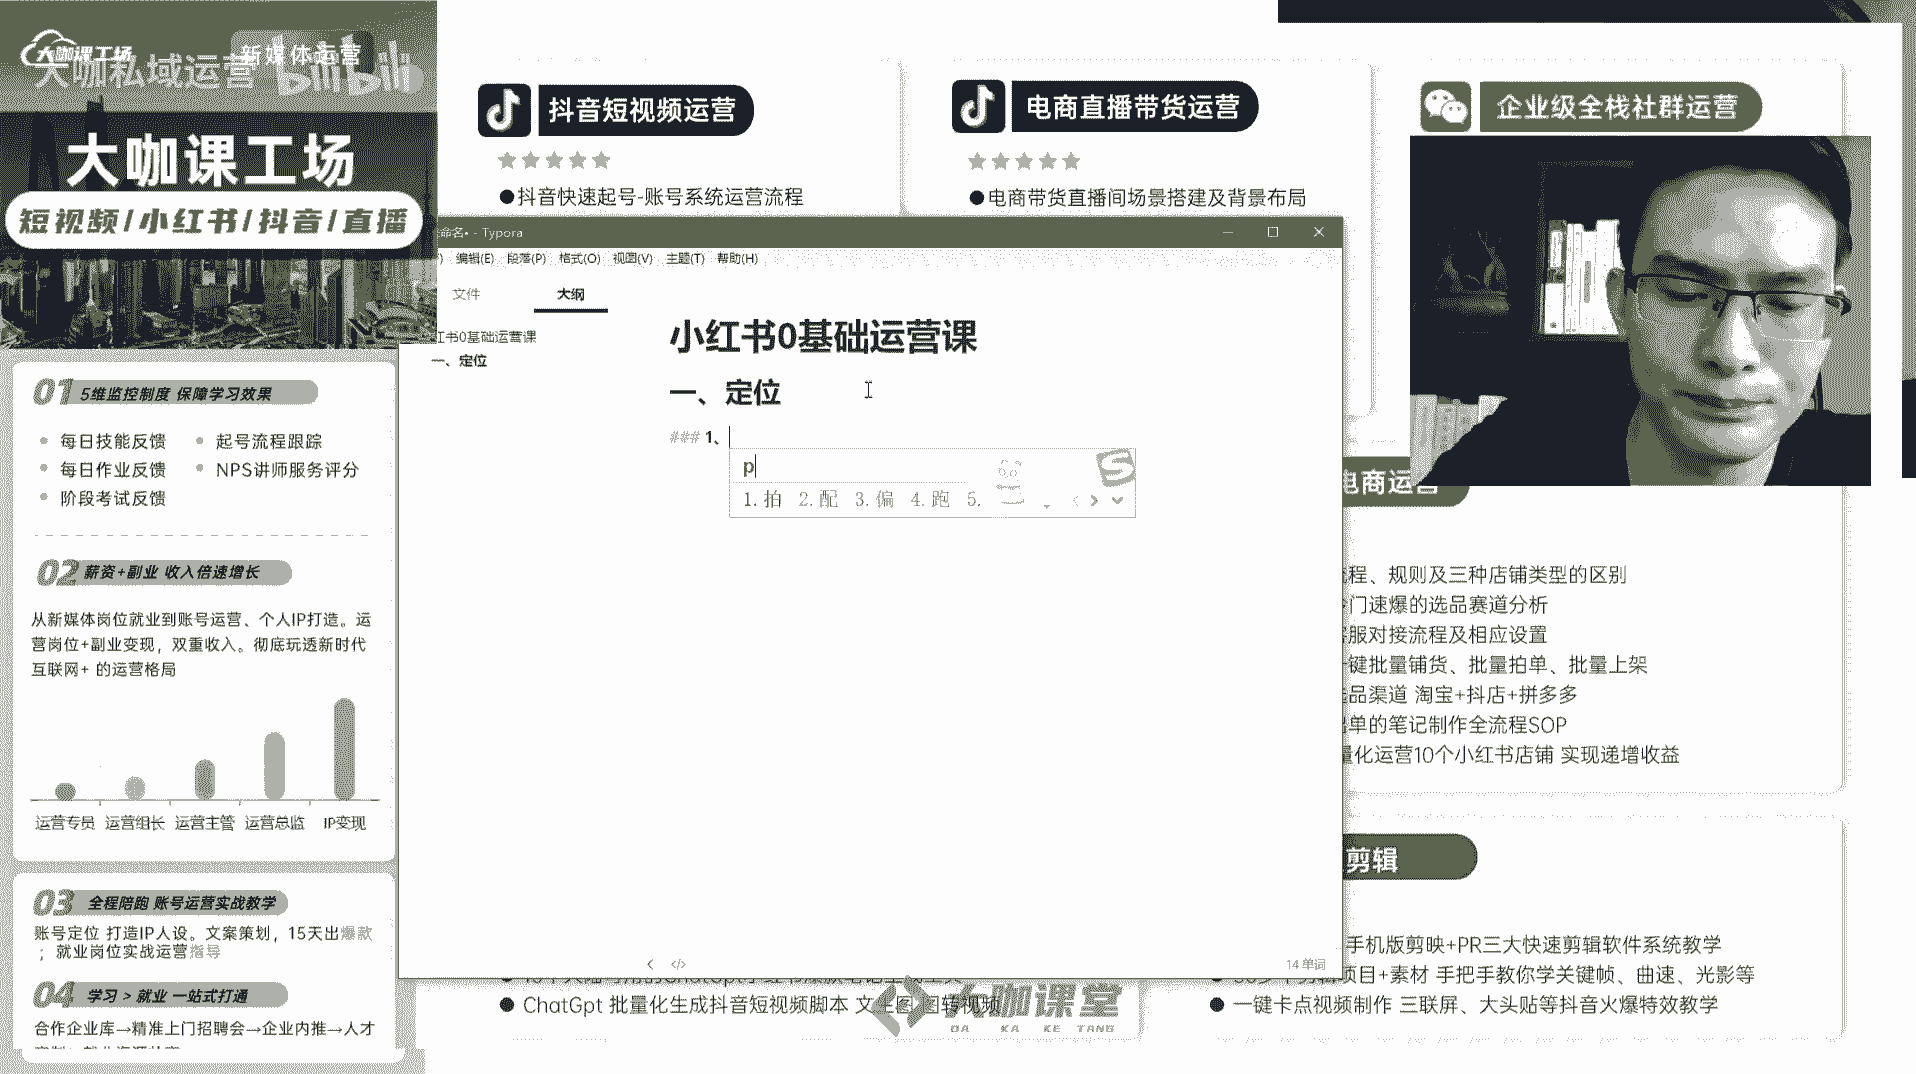 大咖课工场
新媒体运营
大咖私域运营 bilibili
大咖课工场
短视频/小红书/抖音/直播
01 5维监控制度 保障学习效果
每日技能反馈
起号流程跟踪
每日作业反馈
NPS讲师服务评分
阶段考试反馈
02 薪资+副业 收入倍速增长
从新媒体岗位就业到账号运营、个人IP打造。运
营岗位+副业变现，双重收入。彻底玩透新时代
互联网+ 的运营格局
运营专员 运营组长 运营主管 运营总监 IP变现
03 全程陪跑 账号运营实战教学
账号定位 打造IP人设。文案策划，15天出爆款
；就业岗位实战运营指导
04 学习 > 就业 一站式打通
合作企业库→精准上门招聘会→企业内推→人才
抖音短视频运营
●抖音快速起号-账号系统运营流程
电商直播带货运营
●电商带货直播间场景搭建及背景布局
企业级全栈社群运营
命名• - Typora
编辑(E) 段落(P) 格式(O) 视图(V) 主题(T) 帮助(H)
文件 大纲
红书0基础运营课
一、定位
小红书0基础运营课
一、定位
### 1、
p
1.拍 2.配 3.偏 4.跑 5.
14 单词
电商运营
程、规则及三种店铺类型的区别
门速爆的选品赛道分析
服对接流程及相应设置
键批量铺货、批量拍单、批量上架
品渠道 淘宝+抖店+拼多多
单的笔记制作全流程SOP
量化运营10个小红书店铺 实现递增收益
剪辑
手机版剪映+PR三大快速剪辑软件系统教学
项目+素材 手把手教你学关键帧、曲速、光影等
●一键卡点视频制作 三联屏、大头贴等抖音火爆特效教学
●ChatGpt 批量化生成抖音短视频脚本 文生图 图转视频
大咖课堂
DA KA KE TANG